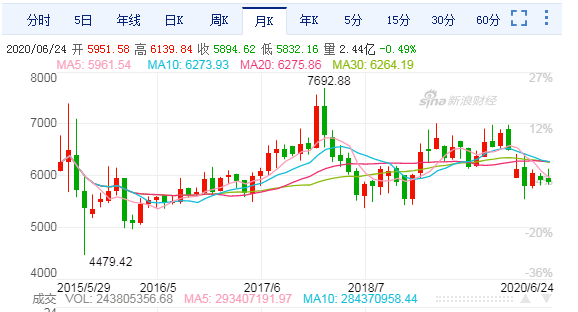 分时 5日 年线 日K 周K 月K 年K 5分 15分 30分 60分
2020/06/24 开 5951.58 高 6139.84 收 5894.62 低 5832.16 量 2.44亿 -0.49%
MA5: 5961.54 MA10: 6273.93 MA20: 6275.86 MA30: 6264.19
8000 7692.88 27%
sina 新浪财经
7000 12%
6000
5000 -20%
4479.42
4000 -36%
2015/5/29 2016/5 2017/6 2018/7 2020/6/24
成交 VOL: 243805356.68 MA5: 293407191.97 MA10: 284370958.44